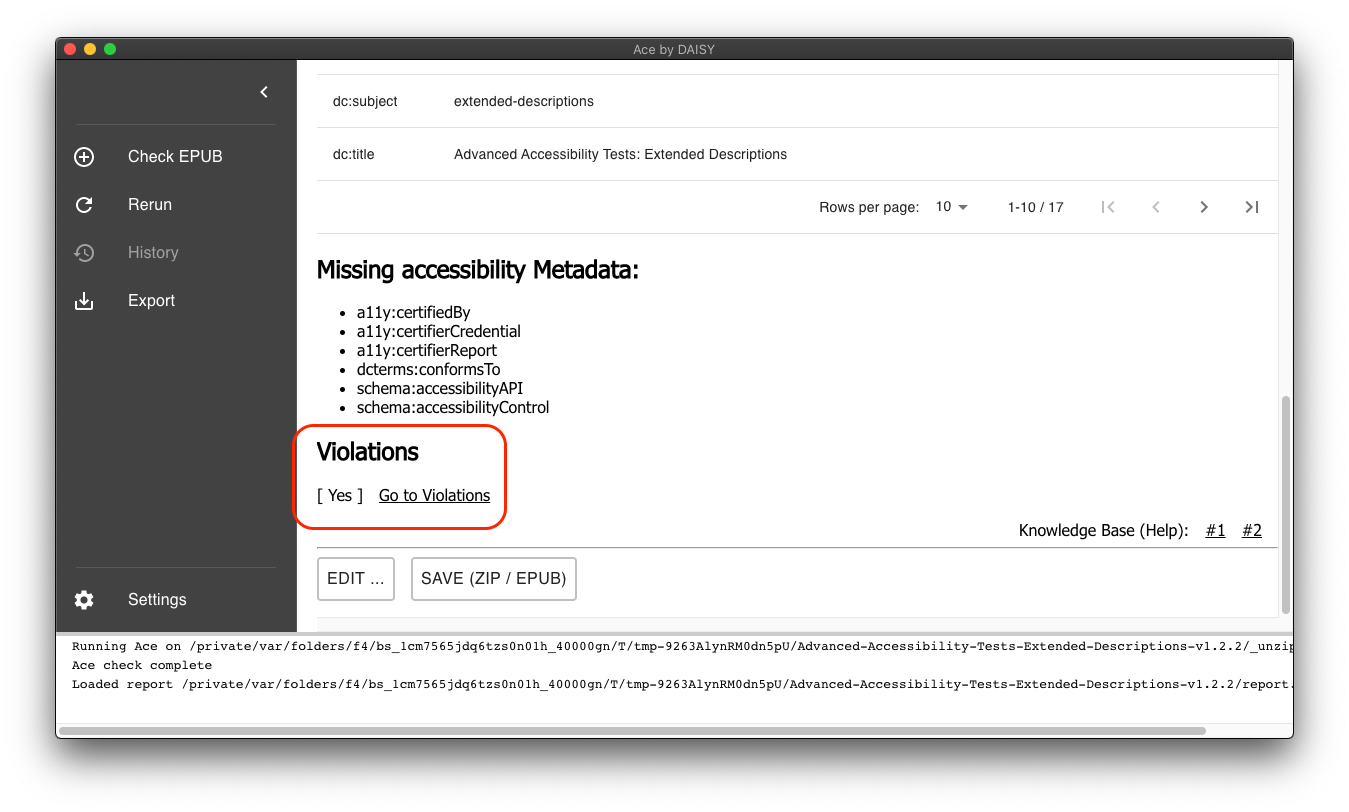 Ace by DAISY
Check EPUB
Rerun
History
Export
Settings
dc:subject extended-descriptions
dc:title Advanced Accessibility Tests: Extended Descriptions
Rows per page: 10 1-10 / 17
Missing accessibility Metadata:
• a11y:certifiedBy
• a11y:certifierCredential
• a11y:certifierReport
• dcterms:conformsTo
• schema:accessibilityAPI
• schema:accessibilityControl
Violations
[ Yes ] Go to Violations
Knowledge Base (Help): #1 #2
EDIT ... SAVE (ZIP / EPUB)
Running Ace on /private/var/folders/f4/bs_1cm7565jdq6tzs0n01h_40000gn/T/tmp-9263AlynRM0dn5pU/Advanced-Accessibility-Tests-Extended-Descriptions-v1.2.2/_unzip
Ace check complete
Loaded report /private/var/folders/f4/bs_1cm7565jdq6tzs0n01h_40000gn/T/tmp-9263AlynRM0dn5pU/Advanced-Accessibility-Tests-Extended-Descriptions-v1.2.2/report.